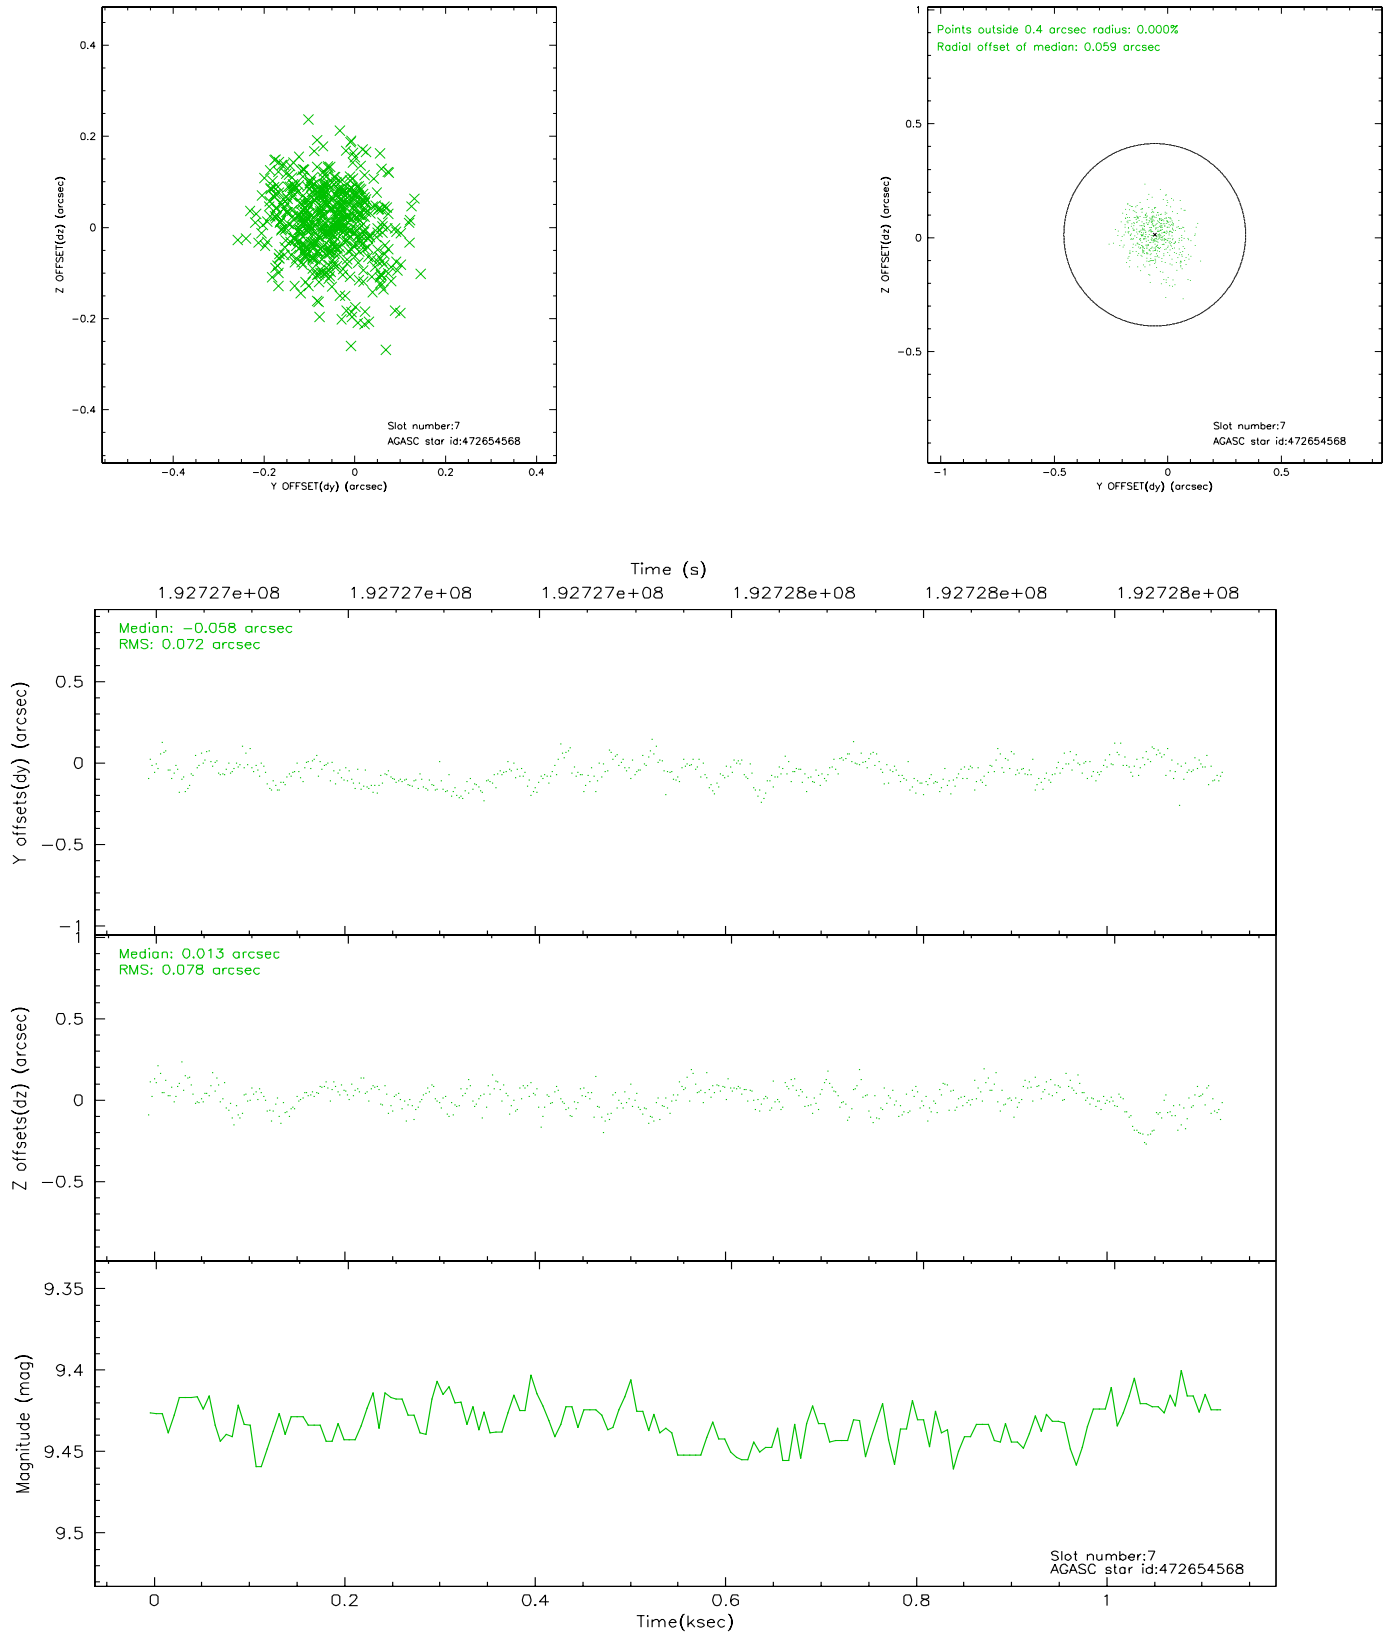 0.4
0.2
0
−0.2
−0.4
Z OFFSET(dz) (arcsec)
Slot number:7
AGASC star id:472654568
−0.4
−0.2
0
0.2
0.4
Y OFFSET(dy) (arcsec)
Points outside 0.4 arcsec radius: 0.000%
Radial offset of median: 0.059 arcsec
1
0.5
0
−0.5
Z OFFSET(dz) (arcsec)
Slot number:7
AGASC star id:472654568
−1
−0.5
0
0.5
Y OFFSET(dy) (arcsec)
Time (s)
1.92727e+08
1.92727e+08
1.92727e+08
1.92728e+08
1.92728e+08
1.92728e+08
Median: −0.058 arcsec
RMS: 0.072 arcsec
0.5
0
−0.5
−1
Y offsets(dy) (arcsec)
Median: 0.013 arcsec
RMS: 0.078 arcsec
1
0.5
0
−0.5
Z offsets(dz) (arcsec)
9.35
9.4
9.45
9.5
Magnitude (mag)
Slot number:7
AGASC star id:472654568
0
0.2
0.4
0.6
0.8
1
Time(ksec)